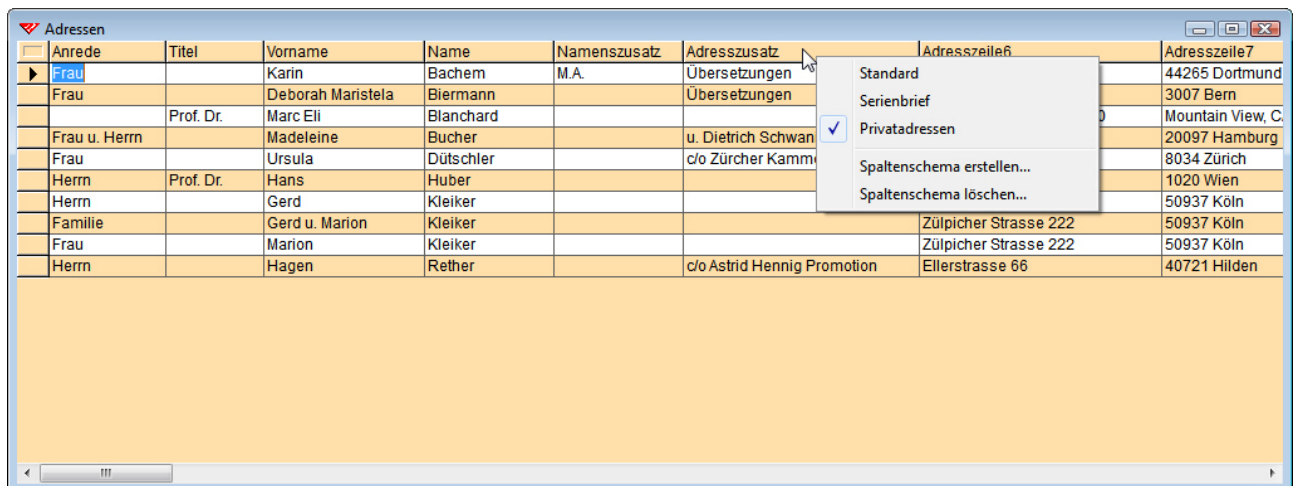 Adressen
Anrede Titel Vorname Name Namenszusatz Adresszusatz Adresszeile6 Adresszeile7
Frau Karin Bachem M.A. Übersetzungen 44265 Dortmund
Frau Deborah Maristela Biermann Übersetzungen 3007 Bern
Prof. Dr. Marc Eli Blanchard Mountain View, C
Frau u. Herrn Madeleine Bucher u. Dietrich Schwan 20097 Hamburg
Frau Ursula Dütschler c/o Zürcher Kamm 8034 Zürich
Herrn Prof. Dr. Hans Huber 1020 Wien
Herrn Gerd Kleiker 50937 Köln
Familie Gerd u. Marion Kleiker Zülpicher Strasse 222 50937 Köln
Frau Marion Kleiker Zülpicher Strasse 222 50937 Köln
Herrn Hagen Rether c/o Astrid Hennig Promotion Ellerstrasse 66 40721 Hilden
Standard
Serienbrief
Privatadressen
Spaltenschema erstellen...
Spaltenschema löschen...